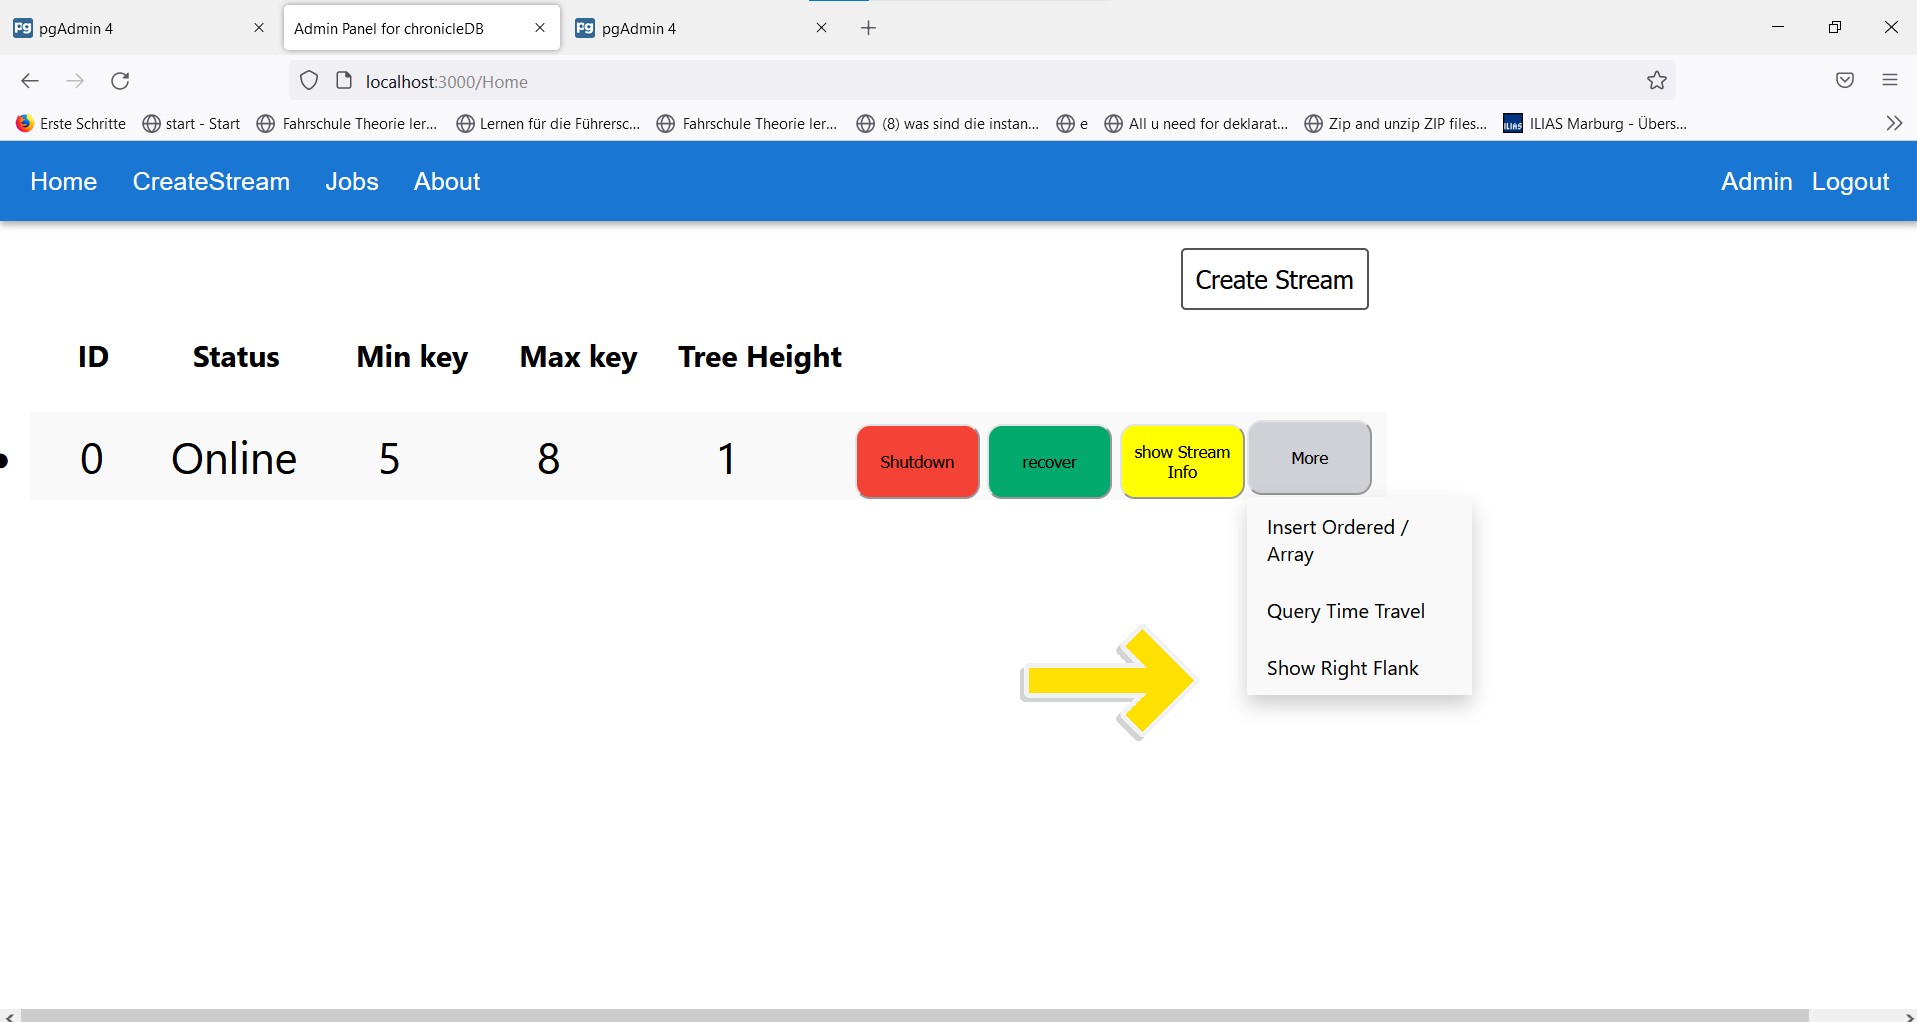 pgAdmin 4
Admin Panel for chronicleDB
pgAdmin 4
localhost:3000/Home
Erste Schritte
start - Start
Fahrschule Theorie ler...
Lernen für die Führersc...
Fahrschule Theorie ler...
(8) was sind die instan...
e
All u need for deklarat...
Zip and unzip ZIP files...
ILIAS Marburg - Übers...
Home CreateStream Jobs About Admin Logout
Create Stream
ID Status Min key Max key Tree Height
0 Online 5 8 1
Shutdown
recover
show Stream
Info
More
Insert Ordered /
Array
Query Time Travel
Show Right Flank